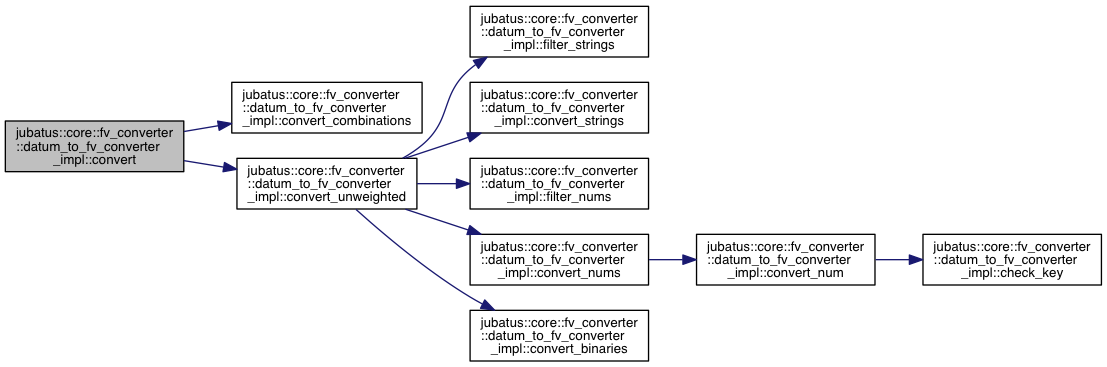 jubatus::core::fv_converter
::datum_to_fv_converter
_impl::convert
jubatus::core::fv_converter
::datum_to_fv_converter
_impl::convert_combinations
jubatus::core::fv_converter
::datum_to_fv_converter
_impl::convert_unweighted
jubatus::core::fv_converter
::datum_to_fv_converter
_impl::filter_strings
jubatus::core::fv_converter
::datum_to_fv_converter
_impl::convert_strings
jubatus::core::fv_converter
::datum_to_fv_converter
_impl::filter_nums
jubatus::core::fv_converter
::datum_to_fv_converter
_impl::convert_nums
jubatus::core::fv_converter
::datum_to_fv_converter
_impl::convert_num
jubatus::core::fv_converter
::datum_to_fv_converter
_impl::check_key
jubatus::core::fv_converter
::datum_to_fv_converter
_impl::convert_binaries